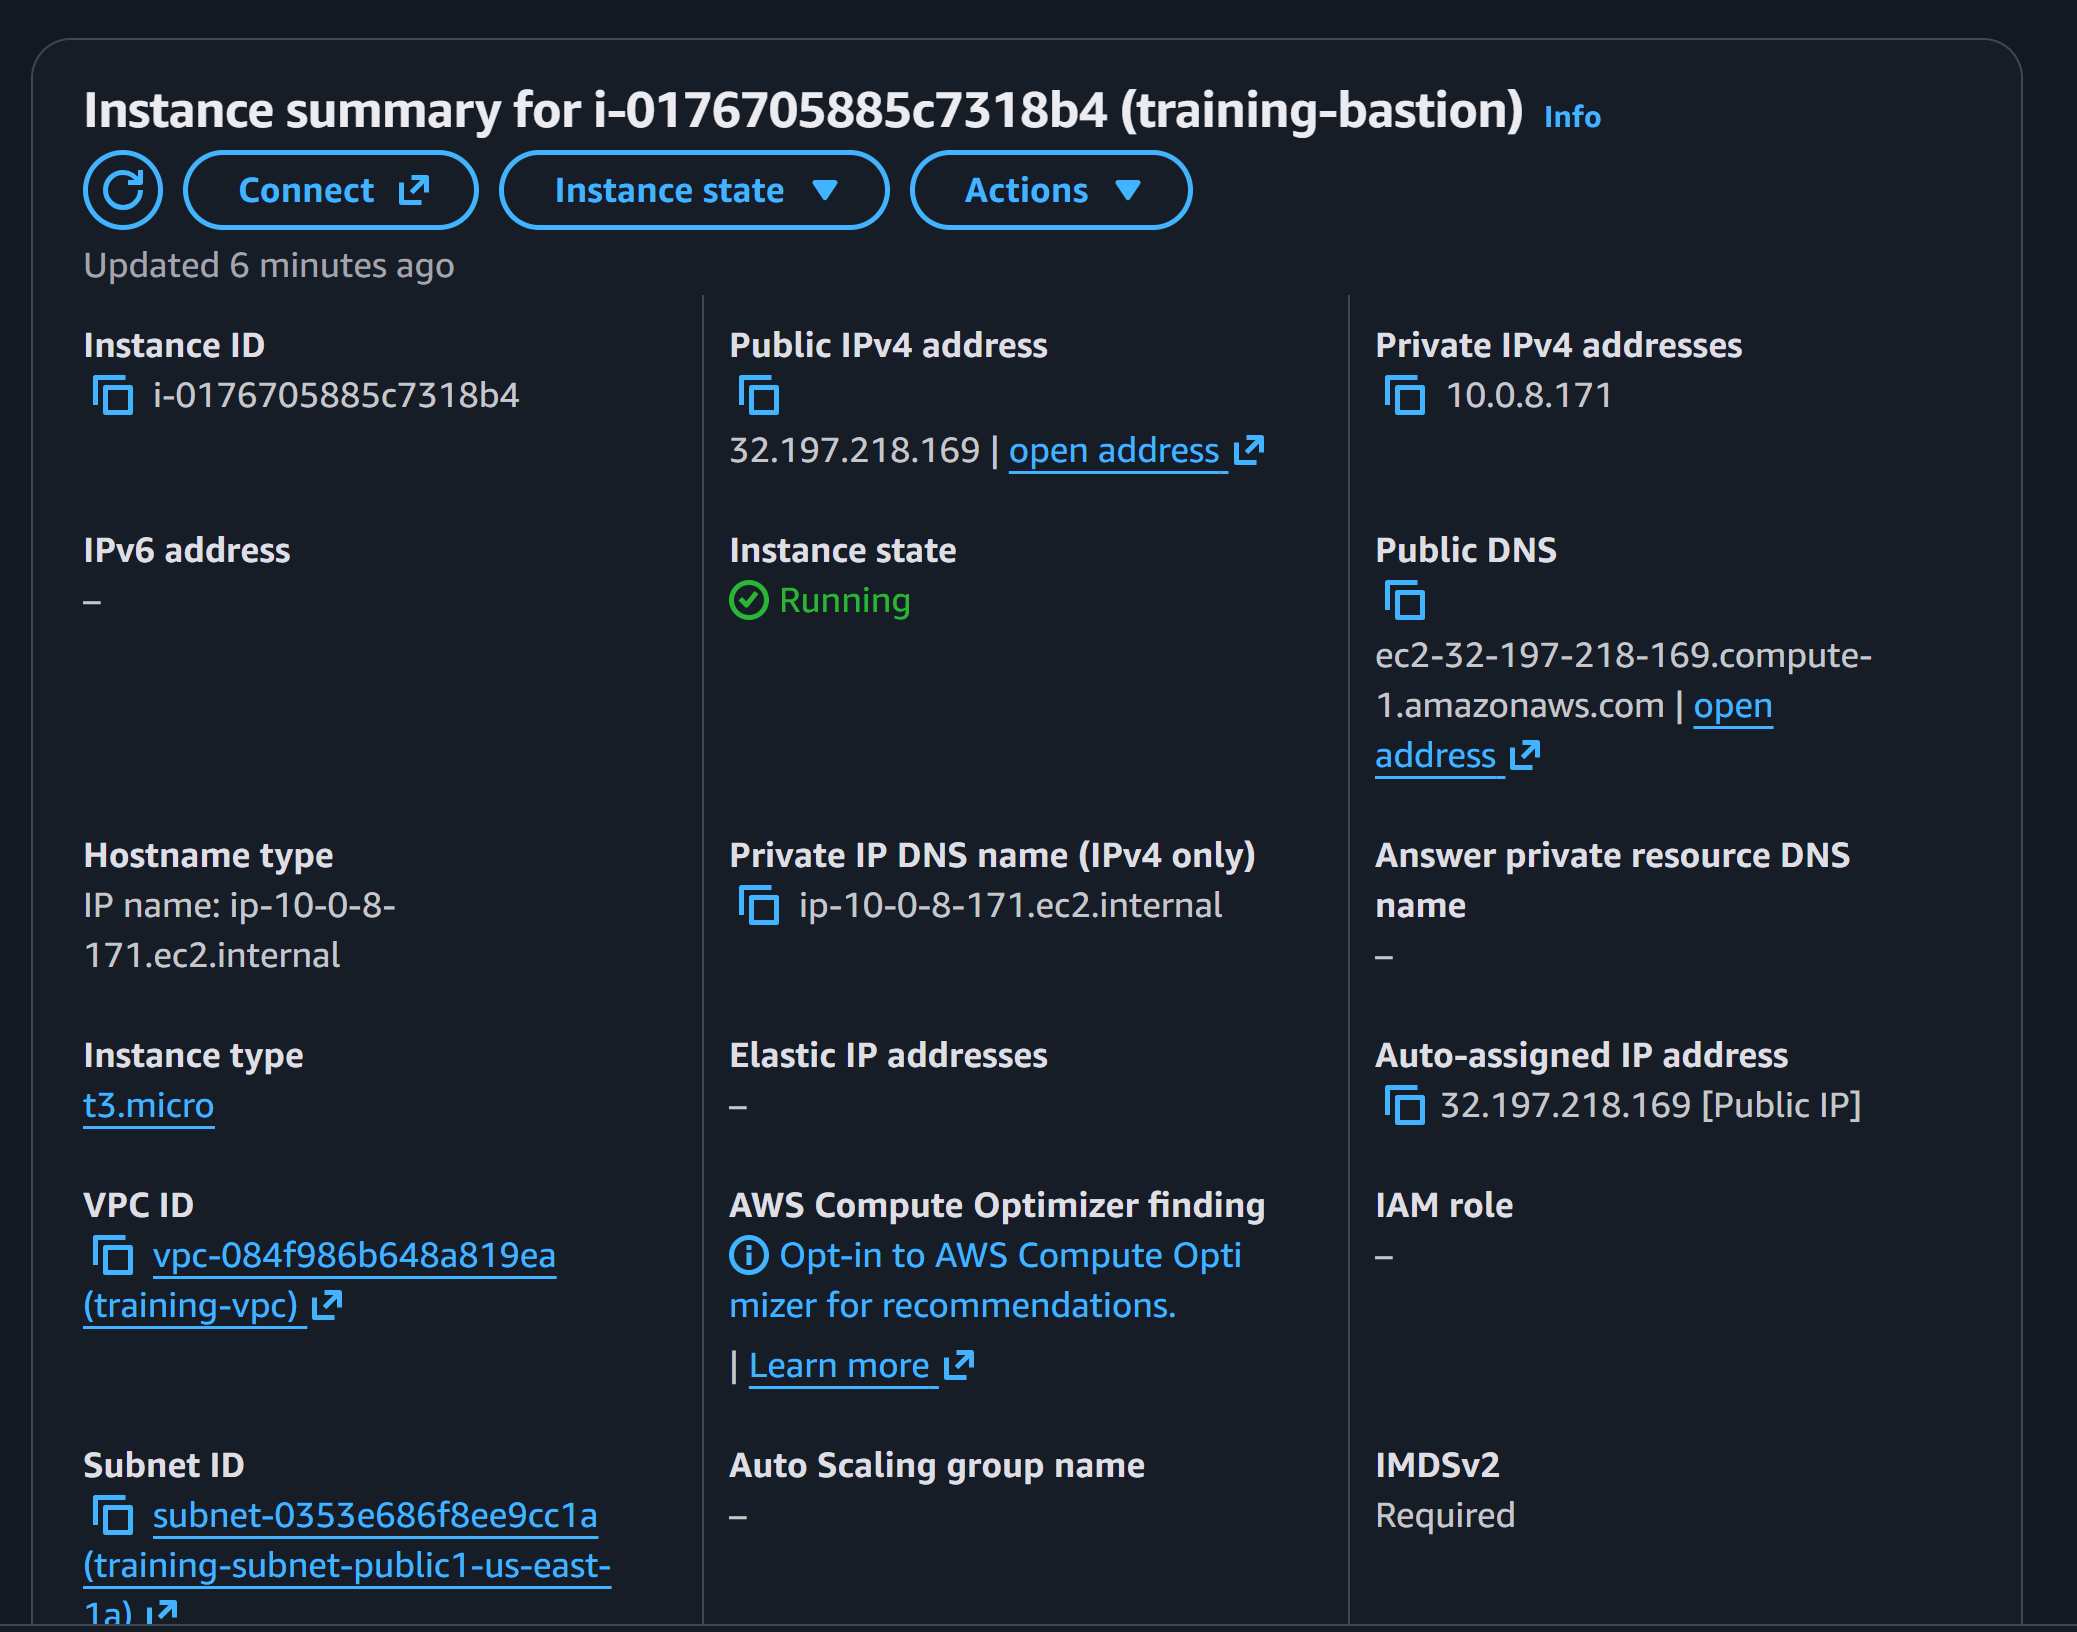 Instance summary for i-0176705885c7318b4 (training-bastion) Info
Connect
Instance state
Actions
Updated 6 minutes ago
Instance ID
i-0176705885c7318b4
Public IPv4 address
32.197.218.169 | open address
Private IPv4 addresses
10.0.8.171
IPv6 address
–
Instance state
Running
Public DNS
ec2-32-197-218-169.compute-
1.amazonaws.com | open
address
Hostname type
IP name: ip-10-0-8-
171.ec2.internal
Private IP DNS name (IPv4 only)
ip-10-0-8-171.ec2.internal
Answer private resource DNS
name
–
Instance type
t3.micro
Elastic IP addresses
–
Auto-assigned IP address
32.197.218.169 [Public IP]
VPC ID
vpc-084f986b648a819ea
(training-vpc)
AWS Compute Optimizer finding
Opt-in to AWS Compute Opti
mizer for recommendations.
| Learn more
IAM role
–
Subnet ID
subnet-0353e686f8ee9cc1a
(training-subnet-public1-us-east-
1a)
Auto Scaling group name
–
IMDSv2
Required